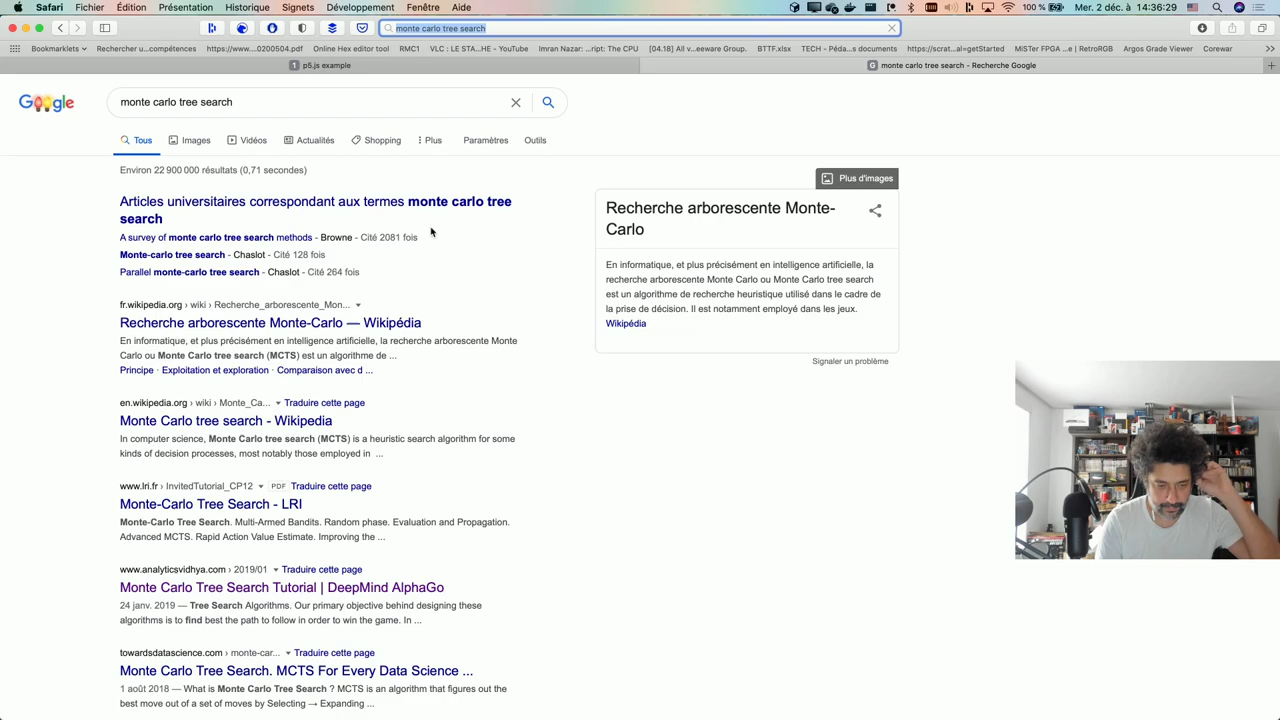 Safari Fichier Édition Présentation Historique Signets Développement Fenêtre Aide
Lun. 14 déc. à 14:36:20
monte carlo tree search
Bookmarklets
Rechercher u...compétences
https://www....0200504.pdf
Online Hex editor tool
RMC1
VLC : LE STA...HE - YouTube
Imran Nazar:...ript: The CPU
[04.18] All v...eeware Group.
BTTF.xlsx
TECH - Péda...s documents
https://scrat...al=getStarted
MiSTer FPGA ...e | RetroRGB
Argos Grade Viewer
Corewar
1 p5.js example
G monte carlo tree search - Recherche Google
Google
monte carlo tree search
Tous Images Vidéos Actualités Shopping Plus Paramètres Outils
Environ 22 900 000 résultats (0,71 secondes)
Articles universitaires correspondant aux termes monte carlo tree
search
A survey of monte carlo tree search methods - Browne - Cité 2081 fois
Monte-carlo tree search - Chaslot - Cité 128 fois
Parallel monte-carlo tree search - Chaslot - Cité 264 fois
fr.wikipedia.org › wiki › Recherche_arborescente_Mon...
Recherche arborescente Monte-Carlo — Wikipédia
En informatique, et plus précisément en intelligence artificielle, la recherche arborescente Monte
Carlo ou Monte Carlo tree search (MCTS) est un algorithme de ...
Principe · Exploitation et exploration · Comparaison avec d ...
en.wikipedia.org › wiki › Monte_Ca... Traduire cette page
Monte Carlo tree search - Wikipedia
In computer science, Monte Carlo tree search (MCTS) is a heuristic search algorithm for some
kinds of decision processes, most notably those employed in ...
www.lri.fr › InvitedTutorial_CP12 PDF Traduire cette page
Monte-Carlo Tree Search - LRI
Monte-Carlo Tree Search. Multi-Armed Bandits. Random phase. Evaluation and Propagation.
Advanced MCTS. Rapid Action Value Estimate. Improving the ...
www.analyticsvidhya.com › 2019/01 Traduire cette page
Monte Carlo Tree Search Tutorial | DeepMind AlphaGo
24 janv. 2019 — Tree Search Algorithms. Our primary objective behind designing these
algorithms is to find best the path to follow in order to win the game. In ...
towardsdatascience.com › monte-car... Traduire cette page
Monte Carlo Tree Search. MCTS For Every Data Science ...
1 août 2018 — What is Monte Carlo Tree Search ? MCTS is an algorithm that figures out the
best move out of a set of moves by Selecting → Expanding ...
Plus d'images
Recherche arborescente Monte-
Carlo
En informatique, et plus précisément en intelligence artificielle, la
recherche arborescente Monte Carlo ou Monte Carlo tree search
est un algorithme de recherche heuristique utilisé dans le cadre de
la prise de décision. Il est notamment employé dans les jeux.
Wikipédia
Signaler un problème